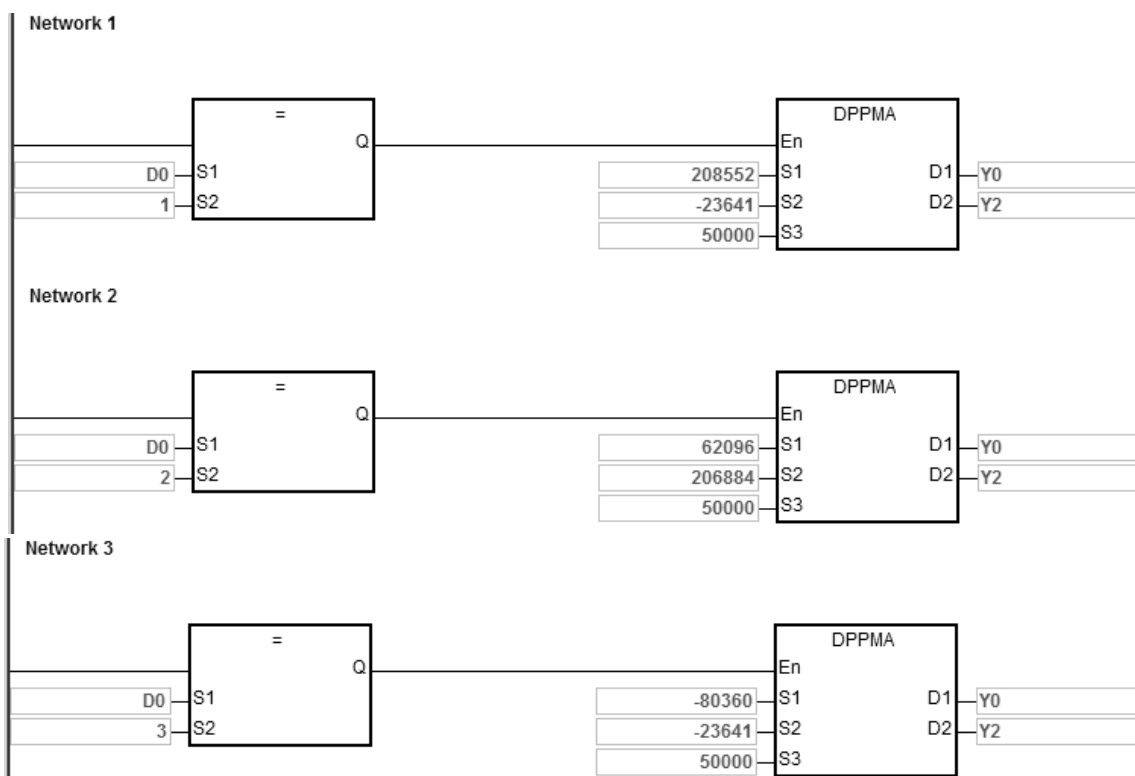 Network 1
= DPPMA
Q En
D0 S1 208552 S1 D1 Y0
1 S2 -23641 S2 D2 Y2
50000 S3
Network 2
= DPPMA
Q En
D0 S1 62096 S1 D1 Y0
2 S2 206884 S2 D2 Y2
50000 S3
Network 3
= DPPMA
Q En
D0 S1 -80360 S1 D1 Y0
3 S2 -23641 S2 D2 Y2
50000 S3